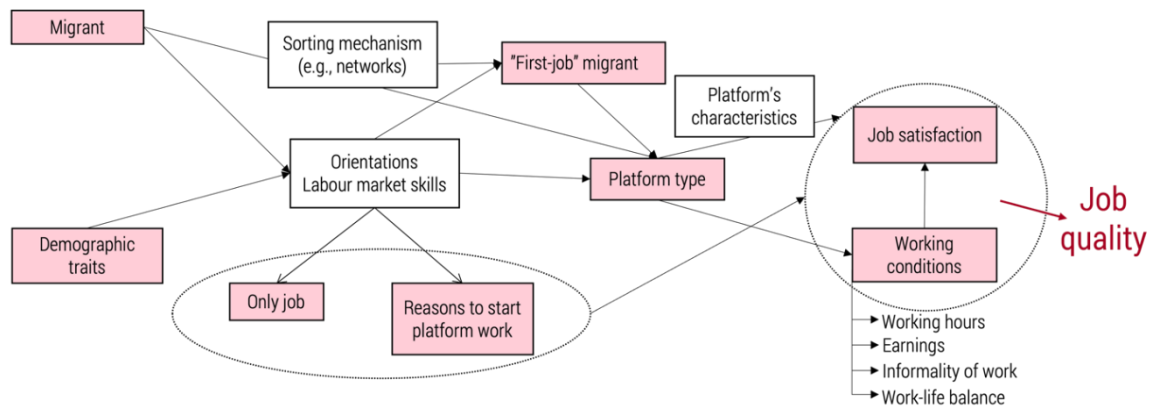 Migrant
Sorting mechanism
(e.g., networks)
"First-job" migrant
Platform's
characteristics
Job satisfaction
Orientations
Labour market skills
Platform type
Job
quality
Demographic
traits
Working
conditions
Only job
Reasons to start
platform work
Working hours
Earnings
Informality of work
Work-life balance